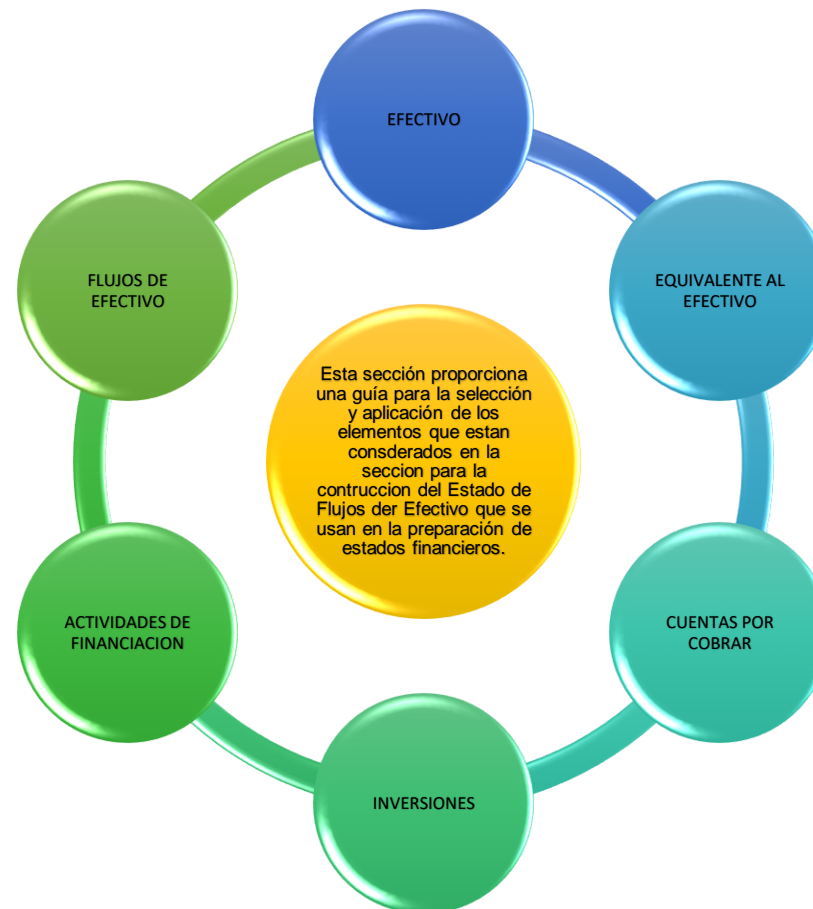 EFECTIVO
EQUIVALENTE AL
EFECTIVO
CUENTAS POR
COBRAR
INVERSIONES
ACTIVIDADES DE
FINANCIACION
FLUJOS DE
EFECTIVO
Esta sección proporciona
una guía para la selección
y aplicación de los
elementos que estan
consderados en la
seccion para la
contruccion del Estado de
Flujos der Efectivo que se
usan en la preparación de
estados financieros.